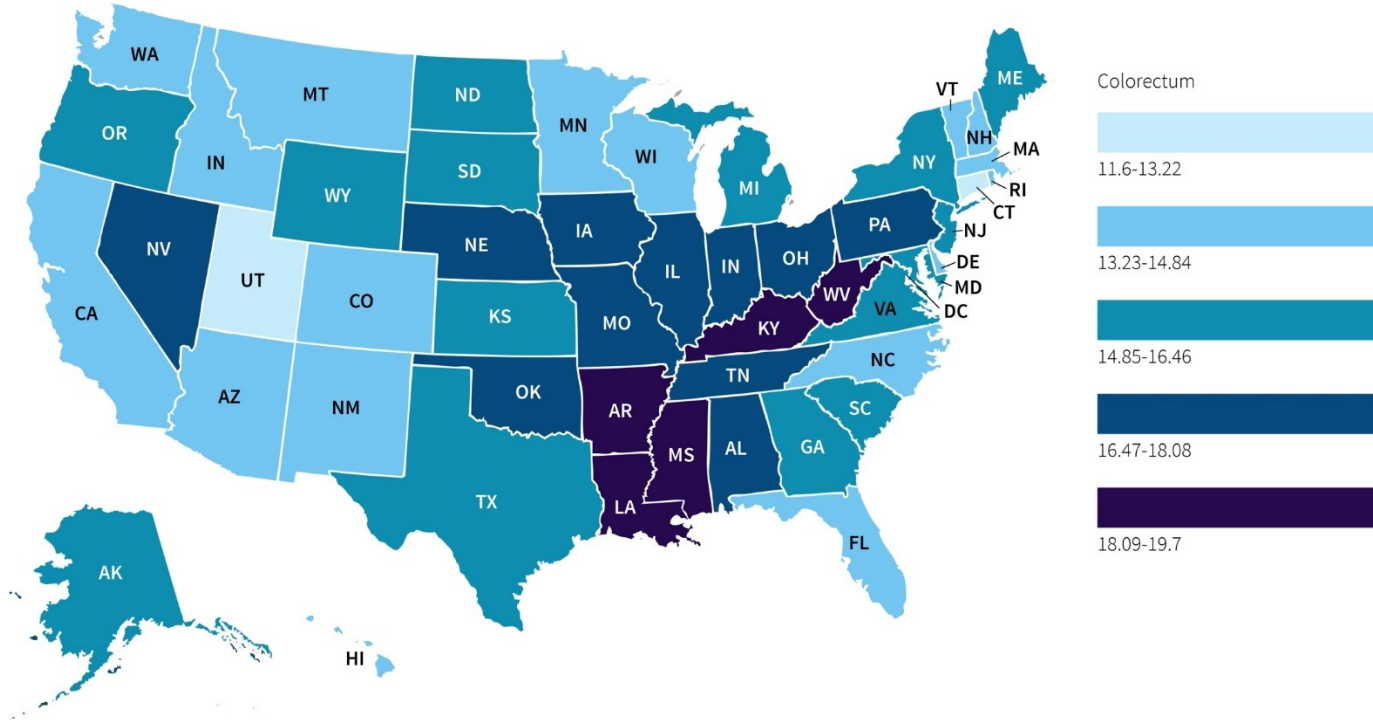 WA
MT
ND
MN
VT
ME
OR
IN
SD
WI
NH
MA
WY
MI
NY
RI
CT
NV
NE
IA
PA
NJ
UT
CO
IL
IN
OH
DE
MD
DC
CA
KS
MO
KY
WV
VA
AZ
NM
OK
TN
NC
AR
SC
TX
LA
MS
AL
GA
FL
AK
HI
Colorectum
11.6-13.22
13.23-14.84
14.85-16.46
16.47-18.08
18.09-19.7